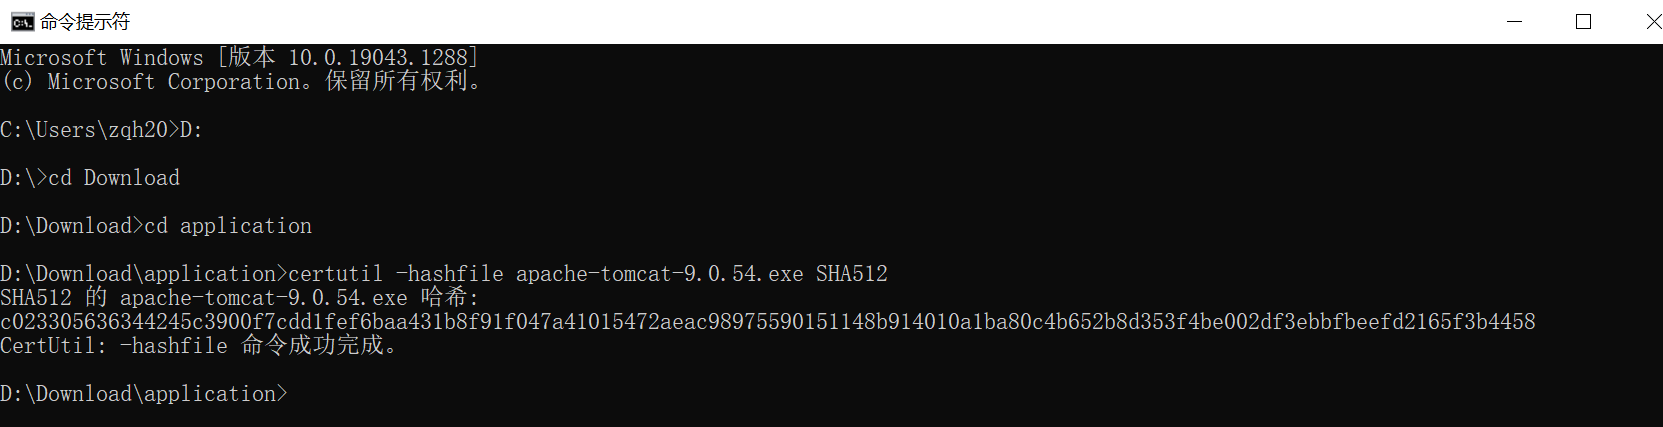 命令提示符
Microsoft Windows [版本 10.0.19043.1288]
(c) Microsoft Corporation。保留所有权利。
C:\Users\zqh20>D:
D:\>cd Download
D:\Download>cd application
D:\Download\application>certutil -hashfile apache-tomcat-9.0.54.exe SHA512
SHA512 的 apache-tomcat-9.0.54.exe 哈希:
c023305636344245c3900f7cdd1fef6baa431b8f91f047a41015472aeac98975590151148b914010a1ba80c4b652b8d353f4be002df3ebbfbeefd2165f3b4458
CertUtil: -hashfile 命令成功完成。
D:\Download\application>